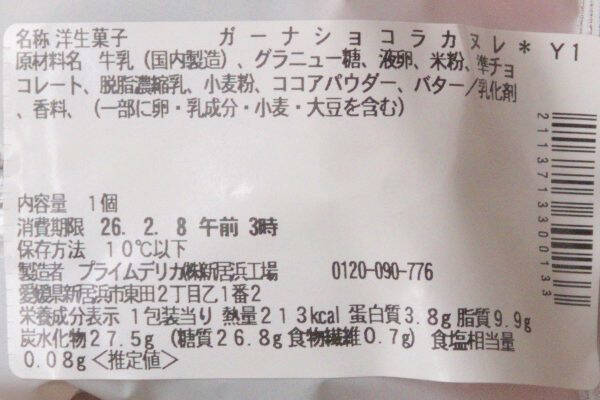 名称 洋生菓子 ガーナショコラカヌレ* Y1
原材料名 牛乳(国内製造)、グラニュー糖、液卵、米粉、準チョ
コレート、脱脂濃縮乳、小麦粉、ココアパウダー、バター/乳化剤
、香料、(一部に卵・乳成分・小麦・大豆を含む)
内容量 1個
消費期限 26. 2. 8 午前 3時
保存方法 10℃以下
製造者 プライムデリカ㈱新居浜工場 0120-090-776
愛媛県新居浜市東田2丁目乙1番2
栄養成分表示 1包装当り 熱量213kcal 蛋白質3.8g 脂質9.9g
炭水化物27.5g (糖質26.8g 食物繊維0.7g) 食塩相当量
0.08g<推定値>
2113713300133